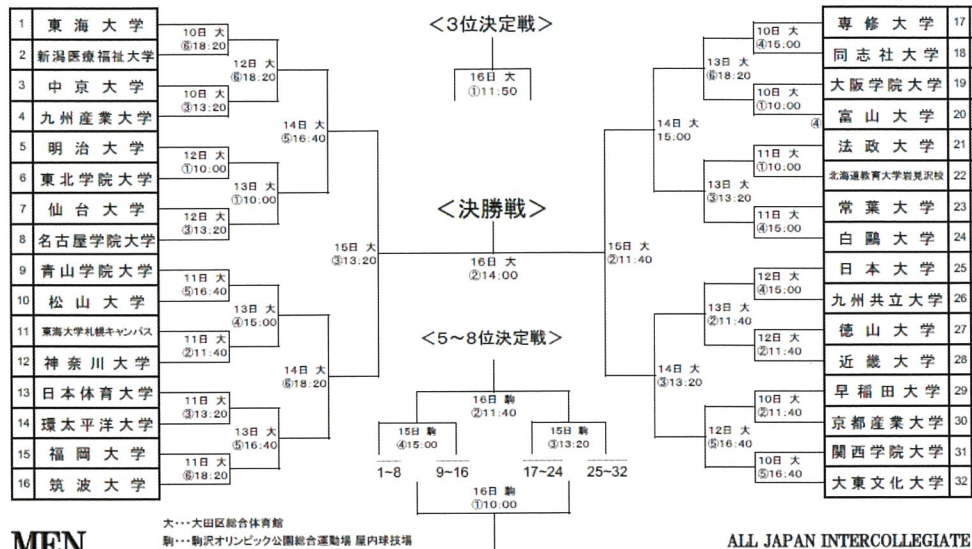 1 東海大学
2 新潟医療福祉大学
3 中京大学
4 九州産業大学
5 明治大学
6 東北学院大学
7 仙台大学
8 名古屋学院大学
9 青山学院大学
10 松山大学
11 東海大学札幌キャンパス
12 神奈川大学
13 日本体育大学
14 環太平洋大学
15 福岡大学
16 筑波大学
10日 大
⑥18:20
10日 大
③13:20
12日 大
①10:00
12日 大
③13:20
11日 大
⑤16:40
11日 大
②11:40
11日 大
③13:20
11日 大
⑥18:20
12日 大
⑥18:20
13日 大
①10:00
13日 大
④15:00
13日 大
⑤16:40
14日 大
⑤16:40
14日 大
⑥18:20
15日 大
③13:20
<3位決定戦>
16日 大
①11:50
<決勝戦>
16日 大
②14:00
<5~8位決定戦>
16日 駒
②11:40
15日 駒
④15:00
15日 駒
③13:20
1~8 9~16 17~24 25~32
16日 駒
①10:00
15日 大
②11:40
14日 大
15:00
14日 大
③13:20
13日 大
⑥18:20
13日 大
③13:20
13日 大
②11:40
12日 大
⑤16:40
10日 大
④15:00
10日 大
①10:00
④
11日 大
①10:00
11日 大
④15:00
12日 大
④15:00
12日 大
②11:40
10日 大
②11:40
10日 大
⑤16:40
専修大学 17
同志社大学 18
大阪学院大学 19
富山大学 20
法政大学 21
北海道教育大学岩見沢校 22
常葉大学 23
白鷗大学 24
日本大学 25
九州共立大学 26
徳山大学 27
近畿大学 28
早稲田大学 29
京都産業大学 30
関西学院大学 31
大東文化大学 32
大・・・大田区総合体育館
駒・・・駒沢オリンピック公園総合運動場 屋内球技場
MEN
ALL JAPAN INTERCOLLEGIATE